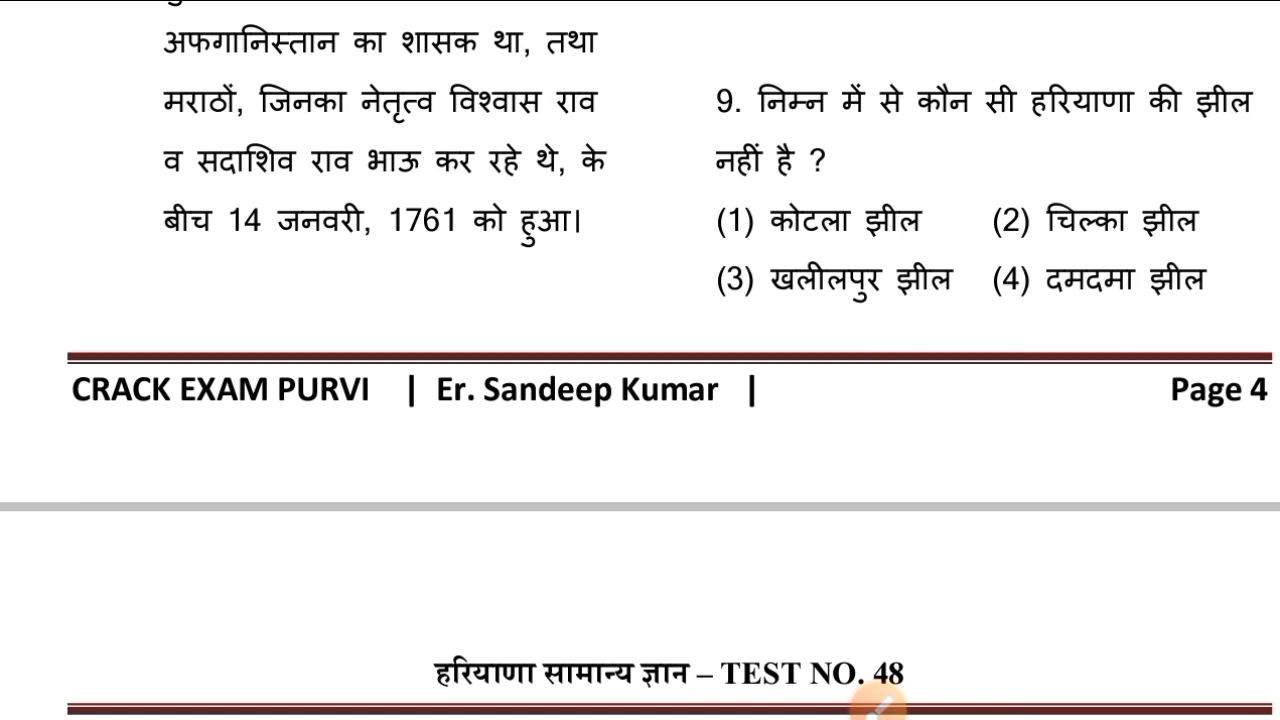 अफगानिस्तान का शासक था, तथा
मराठों, जिनका नेतृत्व विश्वास राव
व सदाशिव राव भाऊ कर रहे थे, के
बीच 14 जनवरी, 1761 को हुआ।
9. निम्न में से कौन सी हरियाणा की झील
नहीं है ?
(1) कोटला झील (2) चिल्का झील
(3) खलीलपुर झील (4) दमदमा झील
CRACK EXAM PURVI | Er. Sandeep Kumar | Page 4
हरियाणा सामान्य ज्ञान – TEST NO. 48